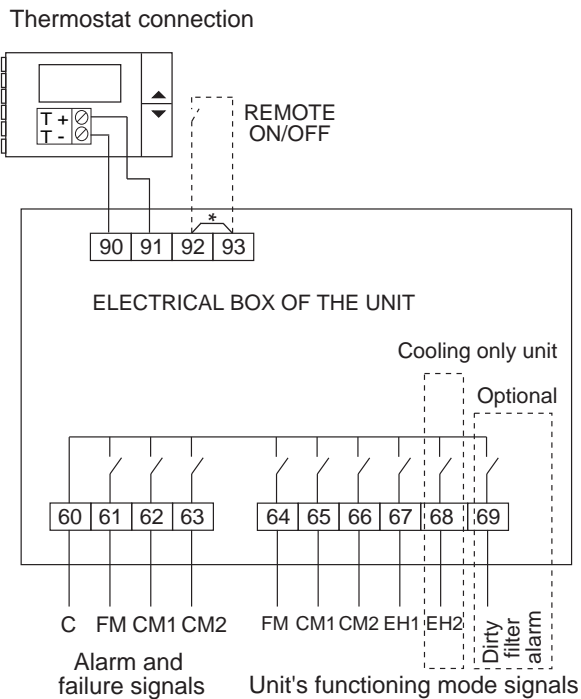 Thermostat connection
T +
T -
REMOTE
ON/OFF
*
90 91 92 93
ELECTRICAL BOX OF THE UNIT
Cooling only unit
Optional
60 61 62 63 64 65 66 67 68 69
C FM CM1 CM2 FM CM1 CM2 EH1 EH2
Dirty
filter
alarm
Alarm and
failure signals
Unit's functioning mode signals